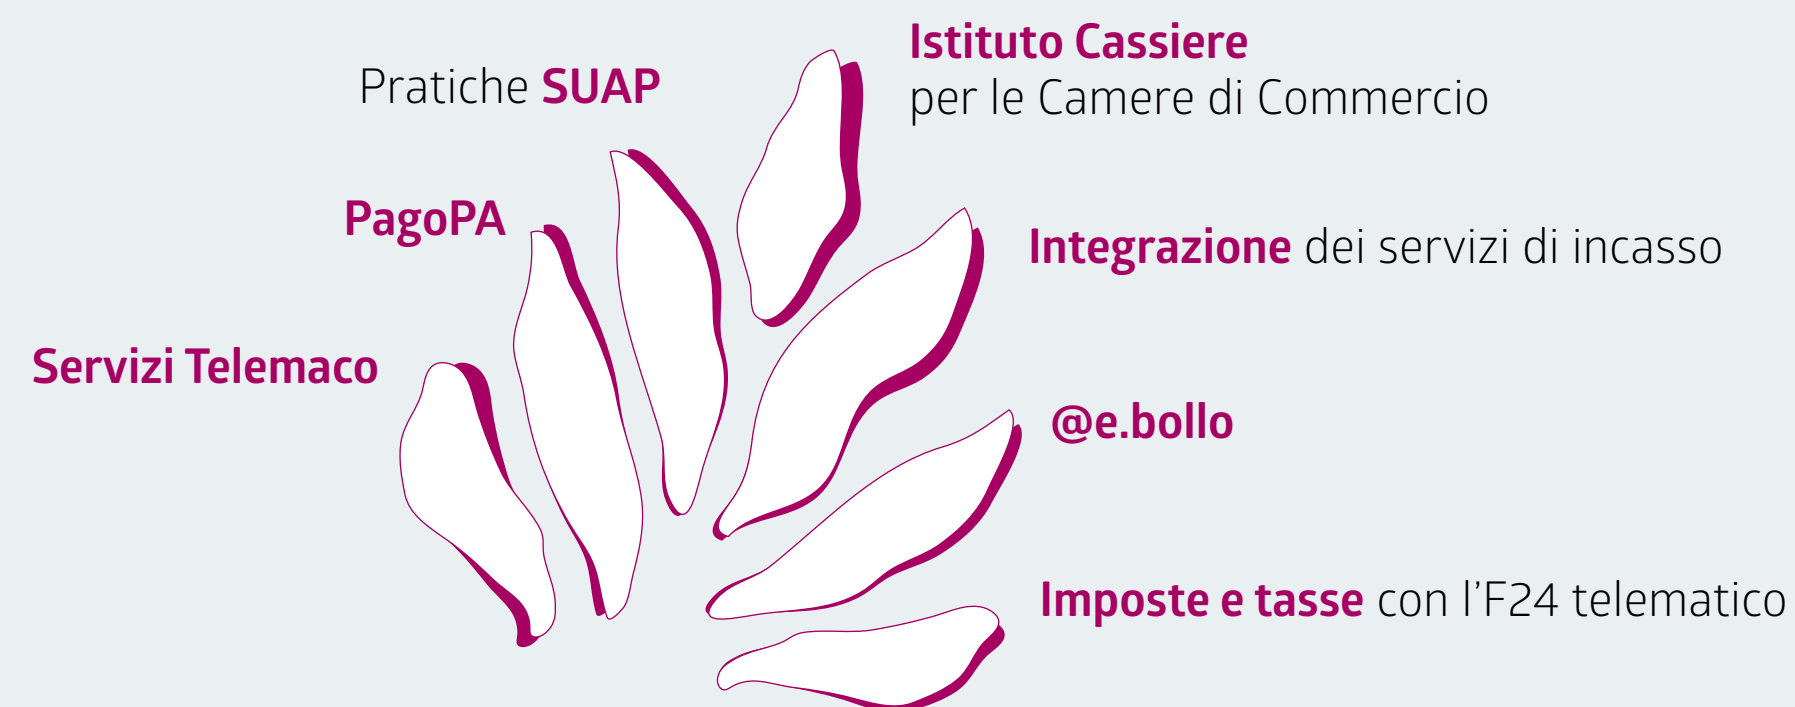 Istituto Cassiere
per le Camere di Commercio
Pratiche SUAP
PagoPA
Integrazione dei servizi di incasso
Servizi Telemaco
@e.bollo
Imposte e tasse con l'F24 telematico